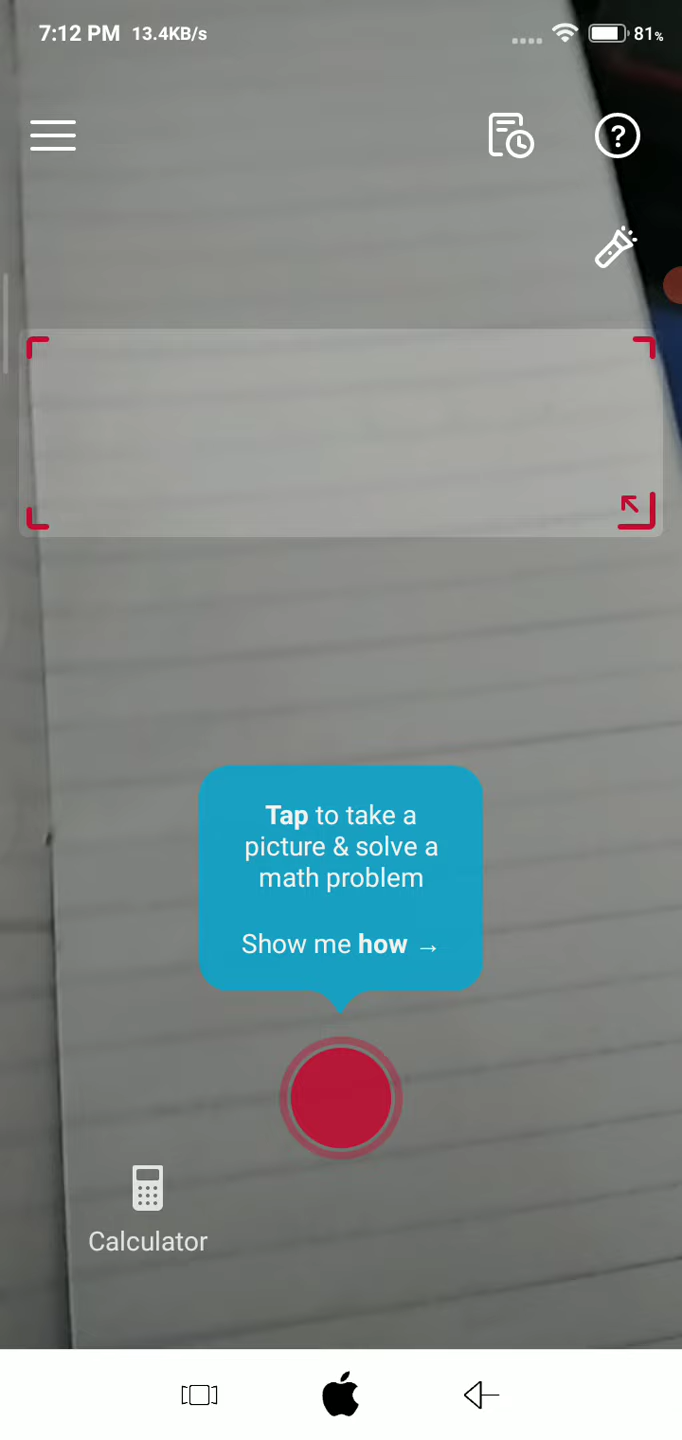 7:12 PM 13.4KB/s 81%
?
Tap to take a
picture & solve a
math problem
Show me how →
Calculator